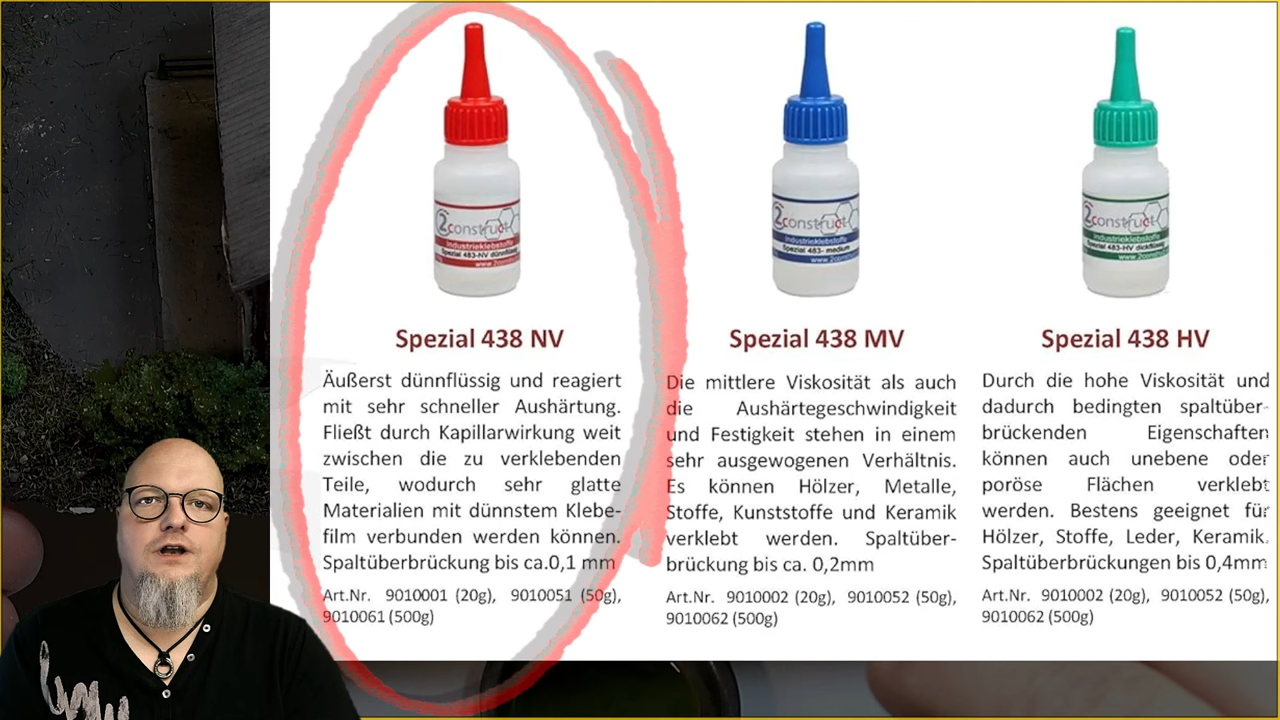 2construct
Industrieklebstoffe
Spezial 483-NV dünnflüssig
2construct
Industrieklebstoffe
Spezial 483- medium
2construct
Industrieklebstoffe
Spezial 483-HV dickflüssig
Spezial 438 NV
Äußerst dünnflüssig und reagiert
mit sehr schneller Aushärtung.
Fließt durch Kapillarwirkung weit
zwischen die zu verklebenden
Teile, wodurch sehr glatte
Materialien mit dünnstem Klebe-
film verbunden werden können.
Spaltüberbrückung bis ca.0,1 mm
Art.Nr. 9010001 (20g), 9010051 (50g),
9010061 (500g)
Spezial 438 MV
Die mittlere Viskosität als auch
die Aushärtegeschwindigkeit
und Festigkeit stehen in einem
sehr ausgewogenen Verhältnis.
Es können Hölzer, Metalle,
Stoffe, Kunststoffe und Keramik
verklebt werden. Spaltüber-
brückung bis ca. 0,2mm
Art.Nr. 9010002 (20g), 9010052 (50g),
9010062 (500g)
Spezial 438 HV
Durch die hohe Viskosität und
dadurch bedingten spaltüber-
brückenden Eigenschaften
können auch unebene oder
poröse Flächen verklebt
werden. Bestens geeignet für
Hölzer, Stoffe, Leder, Keramik.
Spaltüberbrückungen bis 0,4mm
Art.Nr. 9010002 (20g), 9010052 (50g),
9010062 (500g)